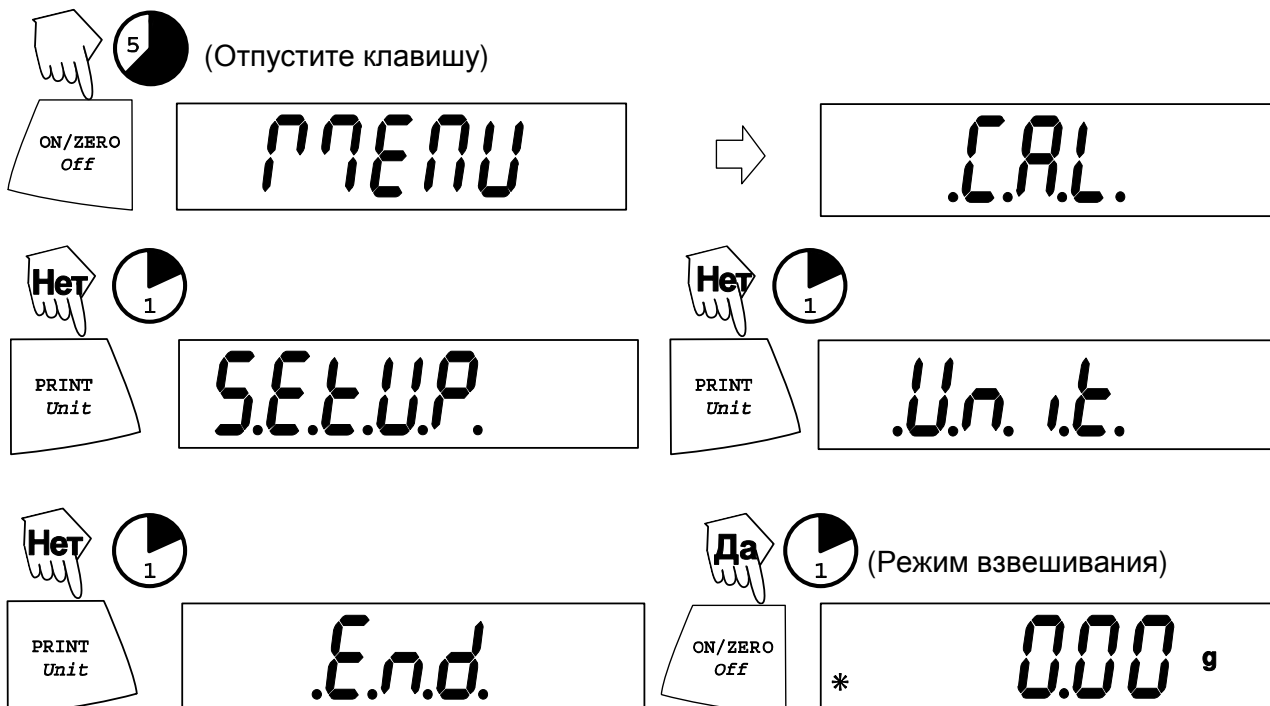 5 (Отпустите клавишу)
ON/ZERO
Off
MENU
.C.A.L.
Нет 1
PRINT
Unit
S.E.t.U.P.
Нет 1
PRINT
Unit
.U.n.i.t.
Нет 1
PRINT
Unit
.E.n.d.
Да 1 (Режим взвешивания)
ON/ZERO
Off
* 0.00 g